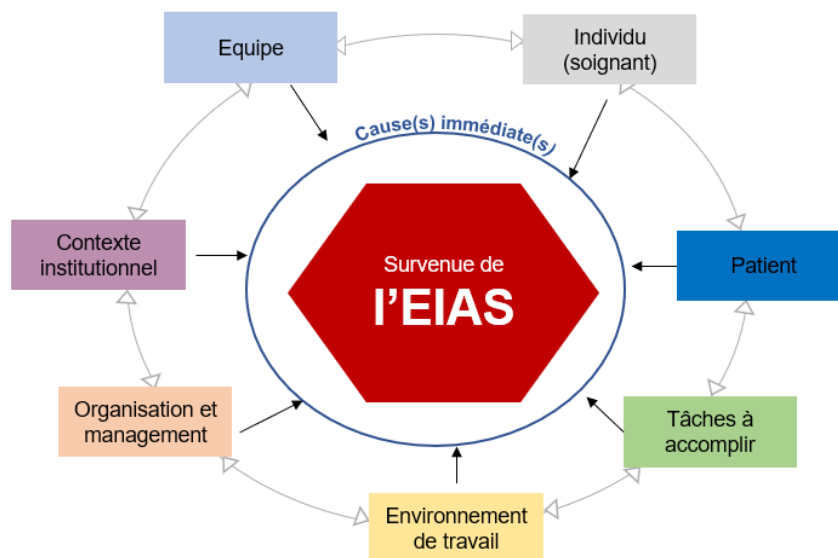 Equipe
Individu
(soignant)
Cause(s) immédiate(s)
Contexte
institutionnel
Survenue de
l'EIAS
Patient
Organisation et
management
Tâches à
accomplir
Environnement
de travail